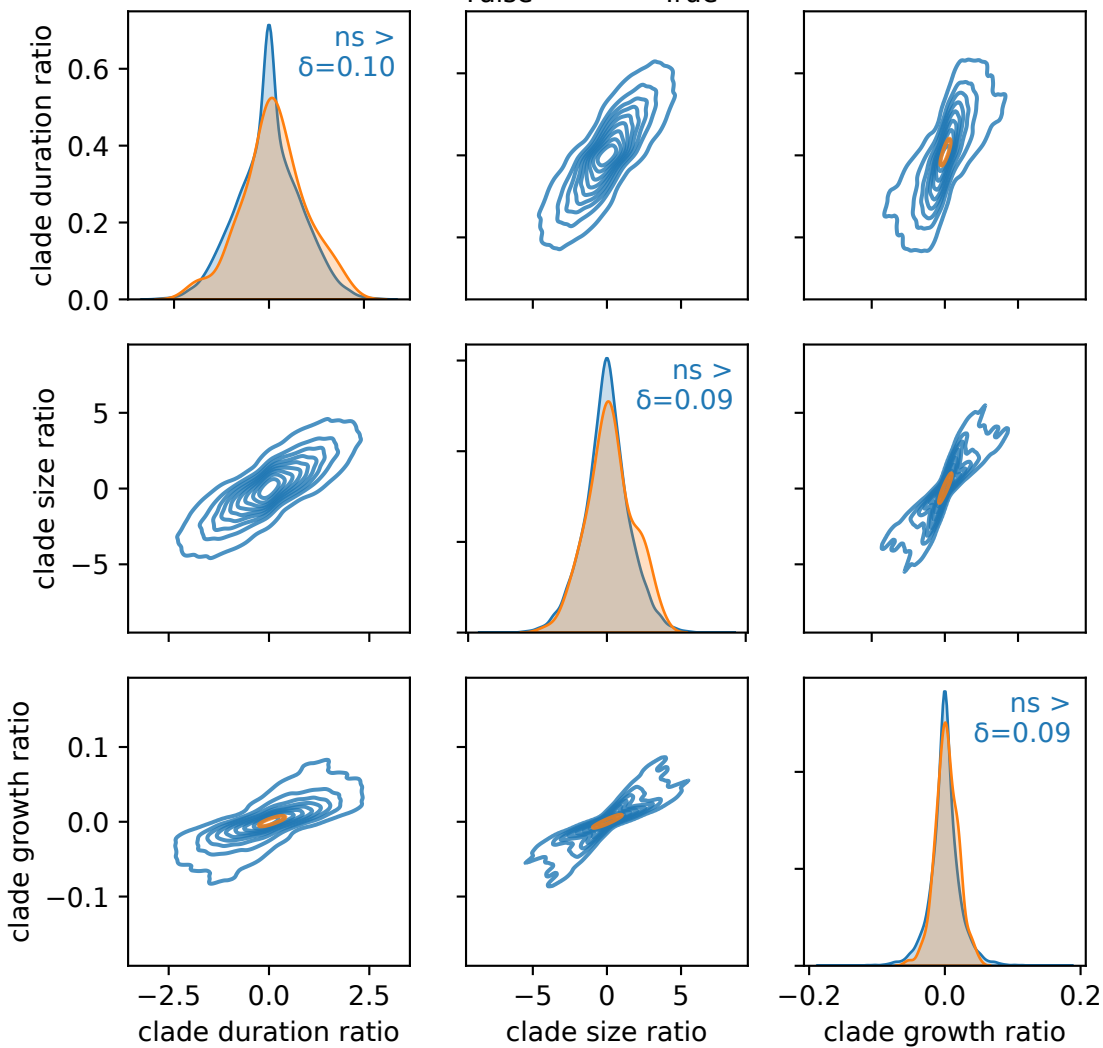 clade duration ratio
0.6
0.4
0.2
0.0
ns >
δ=0.10
clade size ratio
5
0
−5
ns >
δ=0.09
clade growth ratio
0.1
0.0
−0.1
ns >
δ=0.09
−2.5 0.0 2.5
−5 0 5
−0.2 0.0 0.2
clade duration ratio
clade size ratio
clade growth ratio